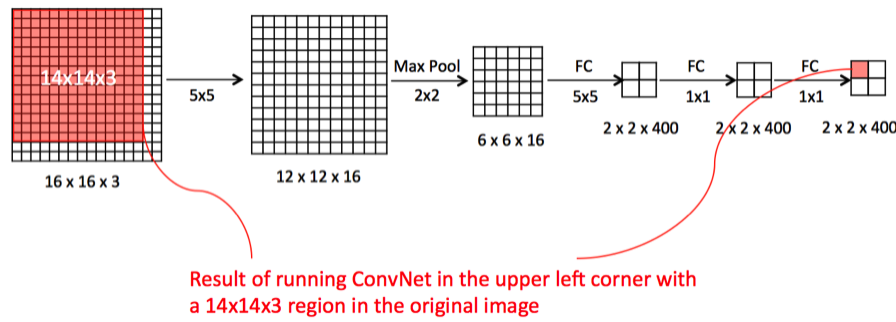 14x14x3
16 x 16 x 3
5x5
12 x 12 x 16
Max Pool
2x2
6 x 6 x 16
FC
5x5
2 x 2 x 400
FC
1x1
2 x 2 x 400
FC
1x1
2 x 2 x 400
Result of running ConvNet in the upper left corner with
a 14x14x3 region in the original image